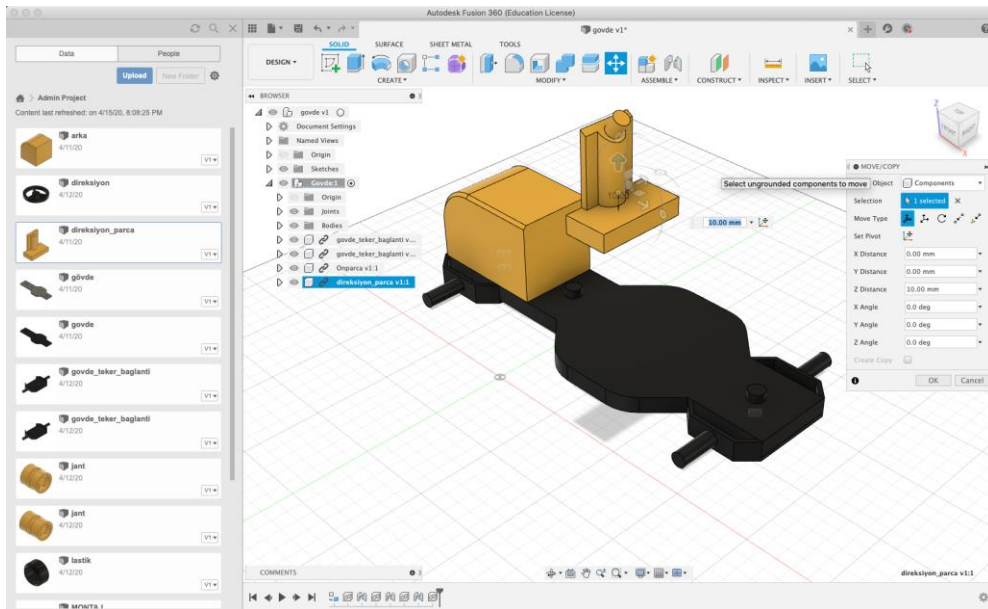 Autodesk Fusion 360 (Education License)
Data
People
Upload
New Folder
Admin Project
Content last refreshed: on 4/15/20, 8:08:25 PM
arka
4/11/20
V1
direksiyon
4/12/20
V1
direksiyon_parca
4/11/20
V1
gövde
4/11/20
V1
govde
4/11/20
V1
govde_teker_baglanti
4/12/20
V1
govde_teker_baglanti
4/12/20
V1
jant
4/12/20
V1
jant
4/12/20
V1
lastik
4/12/20
V1
MONTAJ
govde v1*
DESIGN
SOLID
SURFACE
SHEET METAL
TOOLS
CREATE
MODIFY
ASSEMBLE
CONSTRUCT
INSPECT
INSERT
SELECT
BROWSER
govde v1
Document Settings
Named Views
Origin
Sketches
Govde:1
Origin
Joints
Bodies
govde_teker_baglanti v...
govde_teker_baglanti v...
Onparca v1:1
direksiyon_parca v1:1
Select ungrounded components to move
10.00 mm
Z
X
MOVE/COPY
Object
Components
Selection
1 selected
Move Type
Set Pivot
X Distance
0.00 mm
Y Distance
0.00 mm
Z Distance
10.00 mm
X Angle
0.0 deg
Y Angle
0.0 deg
Z Angle
0.0 deg
Create Copy
OK
Cancel
COMMENTS
direksiyon_parca v1:1